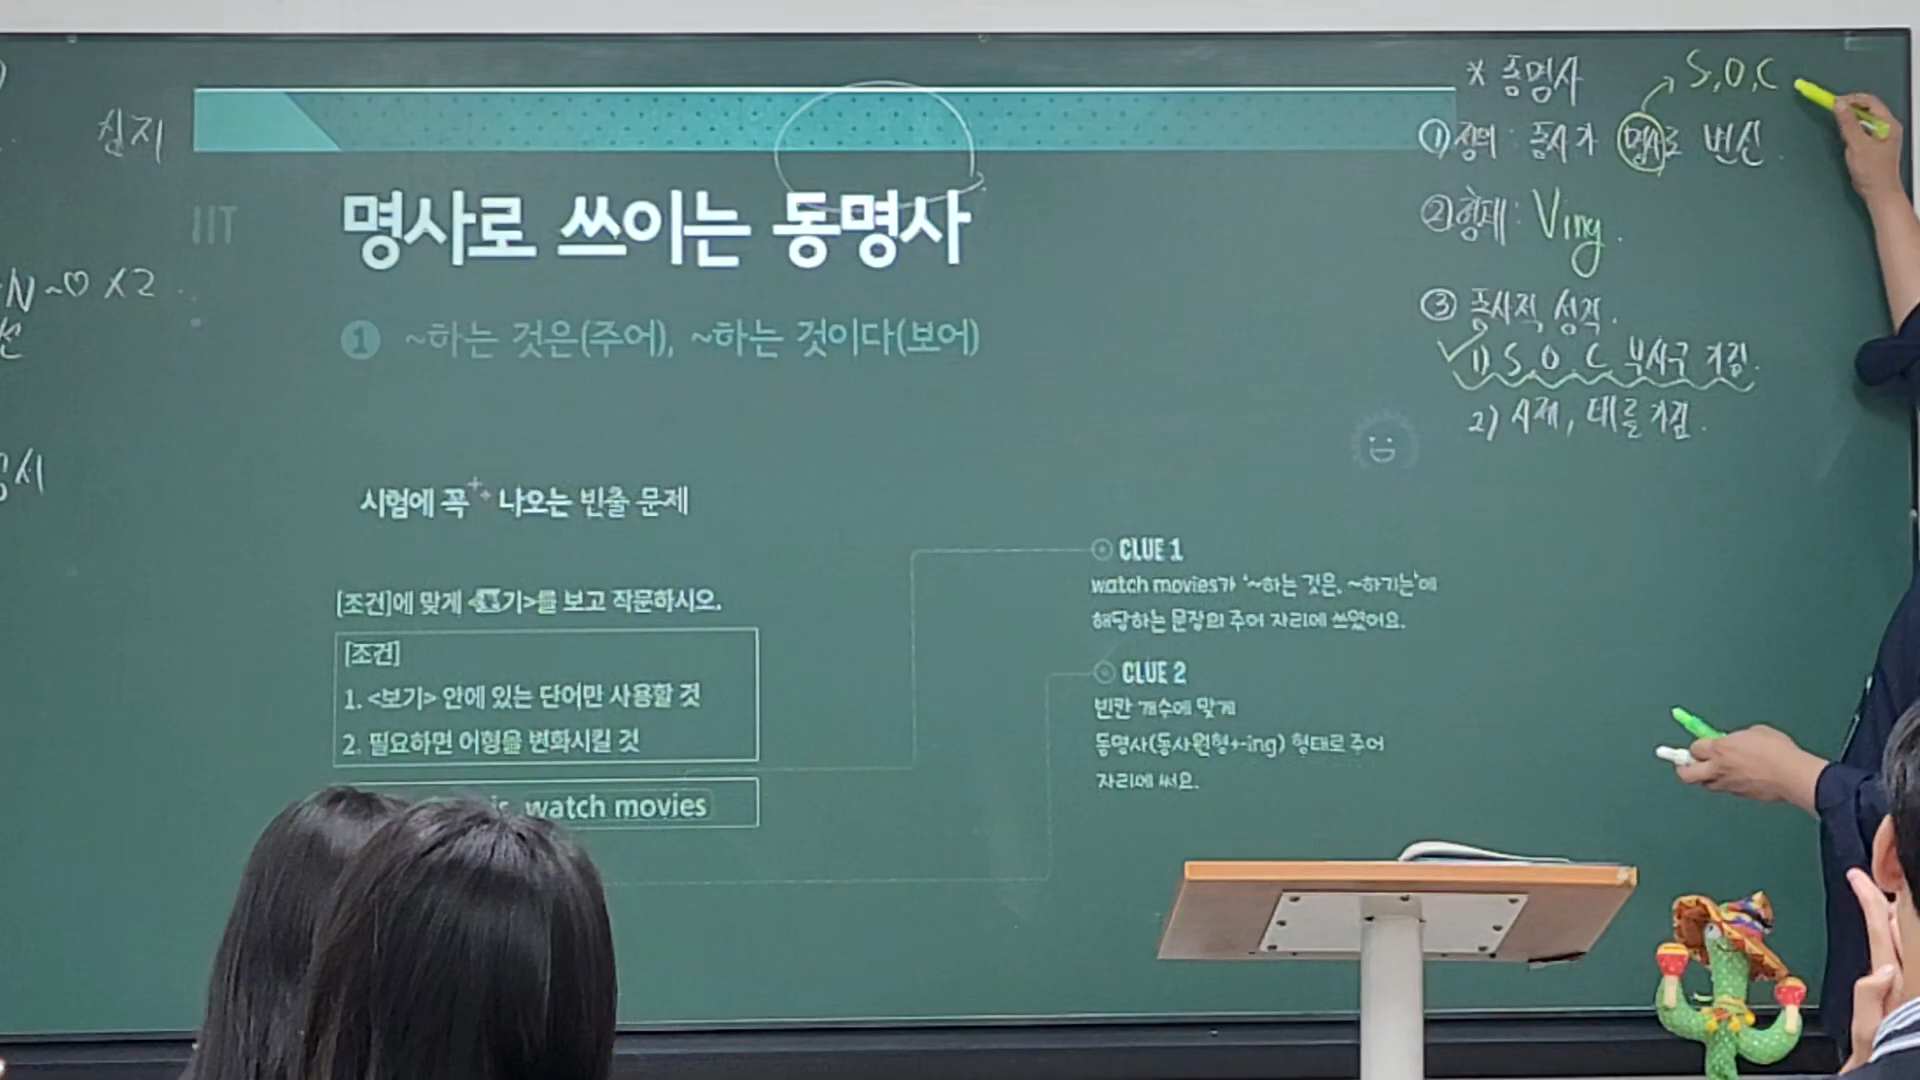 침지
N ~♡ X2
명사로 쓰이는 동명사
1 ~하는 것은(주어), ~하는 것이다(보어)
시험에 꼭 나오는 빈출 문제
[조건]에 맞게 <보기>를 보고 작문하시오.
[조건]
1. <보기> 안에 있는 단어만 사용할 것
2. 필요하면 어형을 변화시킬 것
is, watch movies
CLUE 1
watch movies가 '~하는 것은, ~하기는'에
해당하는 문장의 주어 자리에 쓰였어요.
CLUE 2
빈칸 개수에 맞게
동명사(동사원형+-ing) 형태로 주어
자리에 써요.
* 동명사
S, O, C
① 정의 : 동사가 명사로 변신.
② 형태 : Ving.
③ 동사적 성격.
1) S, O, C, 부사구 가짐.
2) 시제, 태를 가짐.